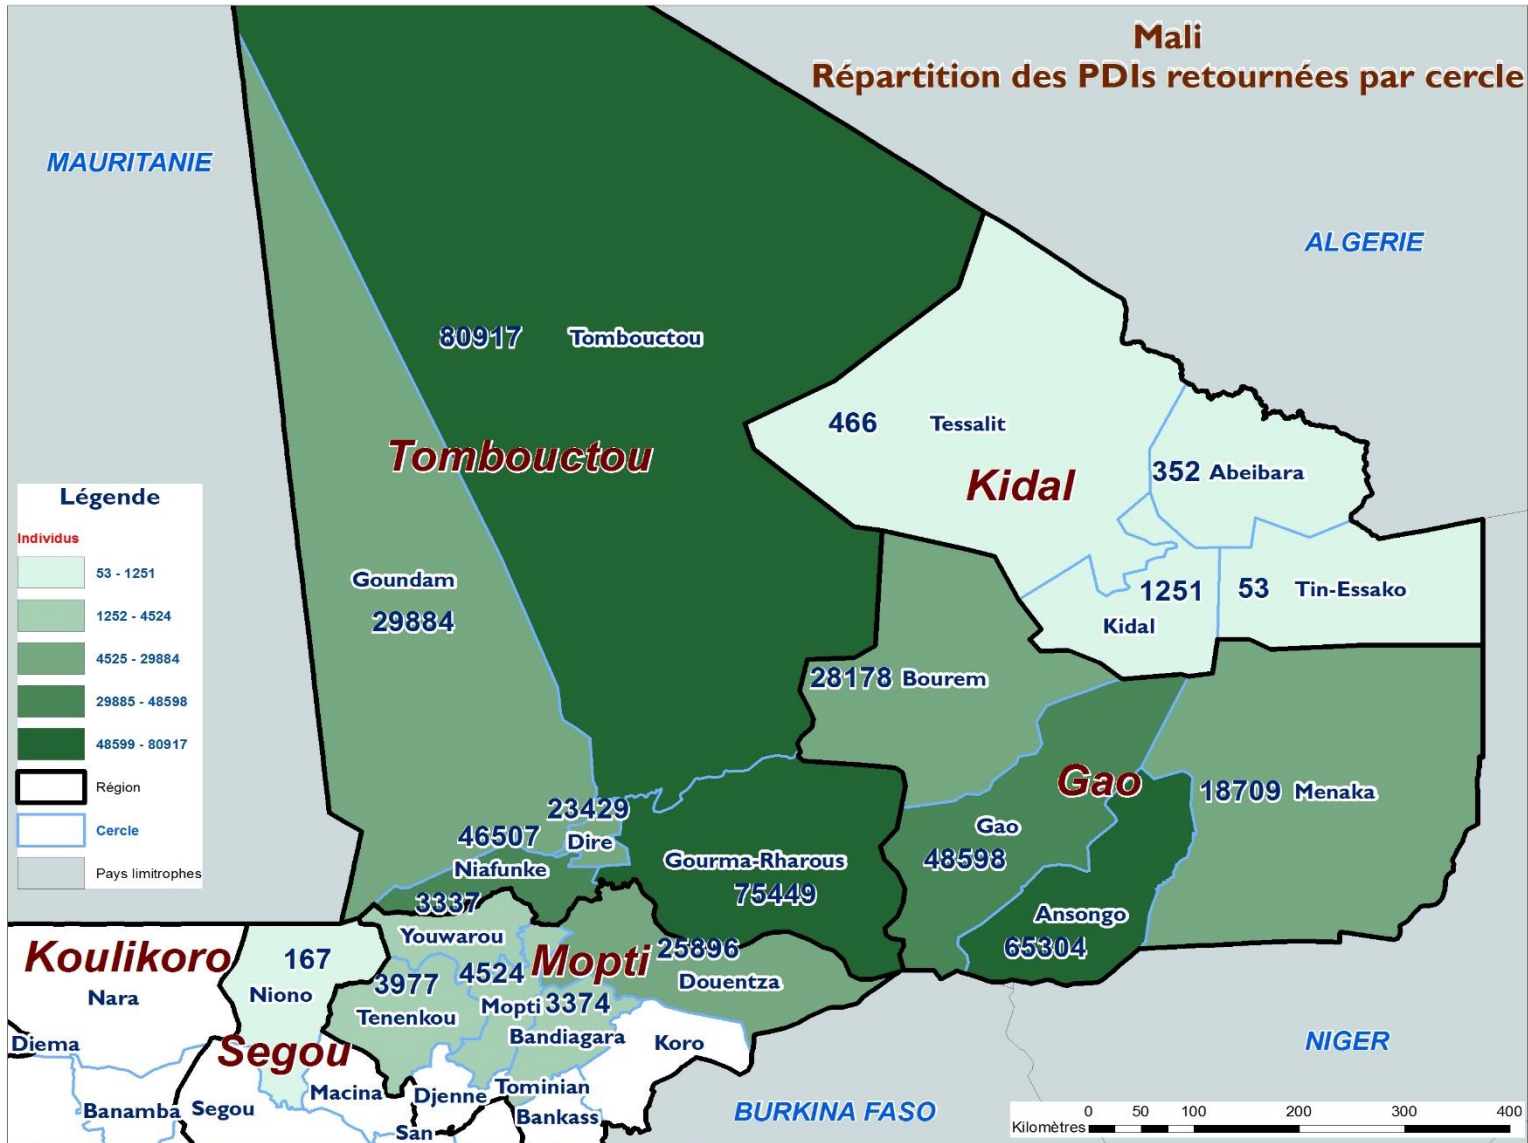 Mali
Répartition des PDIs retournées par cercle
MAURITANIE
ALGERIE
80917 Tombouctou
466 Tessalit
Tombouctou
Kidal
352 Abeibara
Légende
Individus
53 - 1251
1252 - 4524
4525 - 29884
29885 - 48598
48599 - 80917
Région
Cercle
Pays limitrophes
Goundam
29884
1251
Kidal
53 Tin-Essako
28178 Bourem
Gao
18709 Menaka
23429
Dire
46507
Niafunke
Gao
48598
Gourma-Rharous
75449
3337
Youwarou
Ansongo
65304
Koulikoro
Nara
167
Niono
Mopti
25896
Douentza
3977
Tenenkou
4524
Mopti
3374
Bandiagara
Koro
Diema
Segou
NIGER
Macina
Djenne
Tominian
Banamba
Segou
Bankass
San
BURKINA FASO
Kilomètres
0 50 100 200 300 400